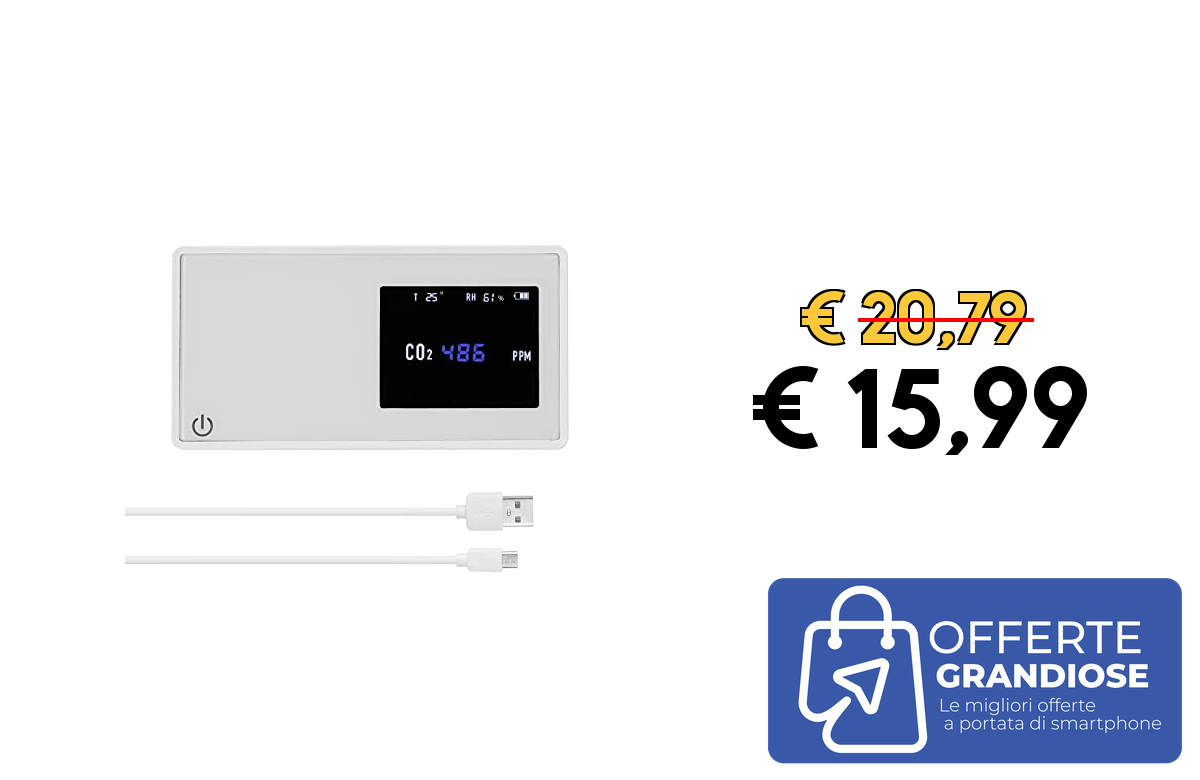 T 25° RH 61%
CO2 486 PPM
€ 20,79
€ 15,99
OFFERTE
GRANDIOSE
Le migliori offerte
a portata di smartphone